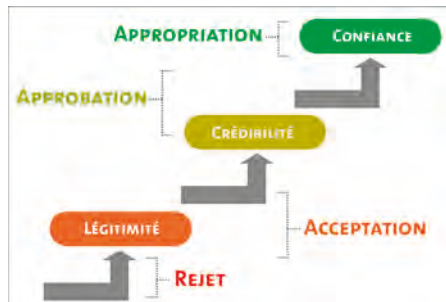 APPROPRIATION
CONFIANCE
APPROBATION
CRÉDIBILITÉ
LÉGITIMITÉ
ACCEPTATION
REJET